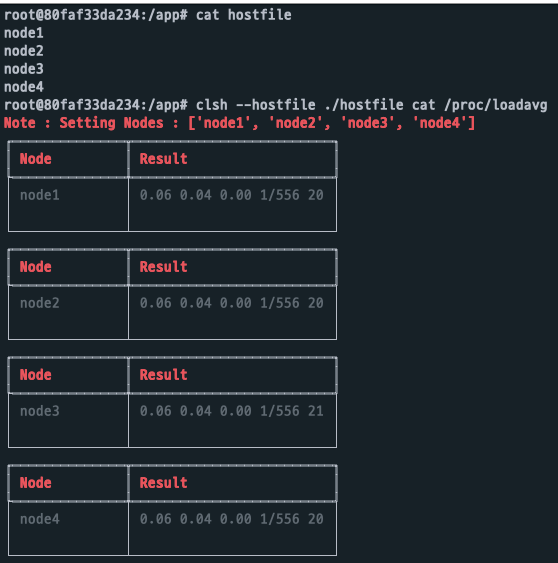 root@80faf33da234:/app# cat hostfile
node1
node2
node3
node4
root@80faf33da234:/app# clsh --hostfile ./hostfile cat /proc/loadavg
Note : Setting Nodes : ['node1', 'node2', 'node3', 'node4']
Node Result
node1 0.06 0.04 0.00 1/556 20
Node Result
node2 0.06 0.04 0.00 1/556 20
Node Result
node3 0.06 0.04 0.00 1/556 21
Node Result
node4 0.06 0.04 0.00 1/556 20